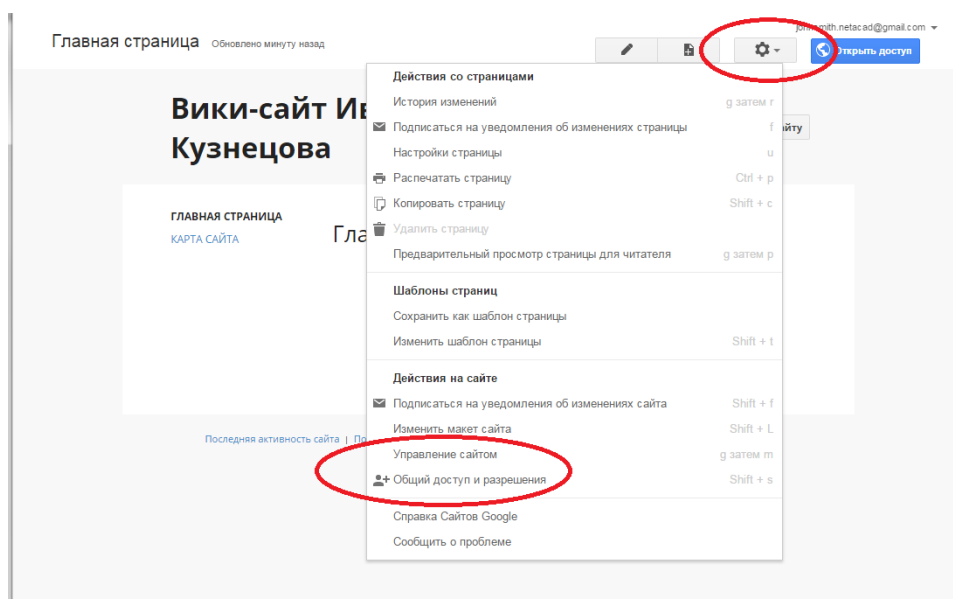 johnsmith.netacad@gmail.com
Главная страница Обновлено минуту назад
Открыть доступ
Действия со страницами
Вики-сайт
Кузнецова
История изменений g затем r
Подписаться на уведомления об изменениях страницы f
Настройки страницы u
Распечатать страницу Ctrl + p
Копировать страницу Shift + c
Удалить страницу
Предварительный просмотр страницы для читателя g затем p
ГЛАВНАЯ СТРАНИЦА
КАРТА САЙТА
Гла
Шаблоны страниц
Сохранить как шаблон страницы
Изменить шаблон страницы Shift + t
Действия на сайте
Подписаться на уведомления об изменениях сайта Shift + f
Изменить макет сайта Shift + L
Последняя активность сайта |
Управление сайтом g затем m
Общий доступ и разрешения Shift + s
Справка Сайтов Google
Сообщить о проблеме